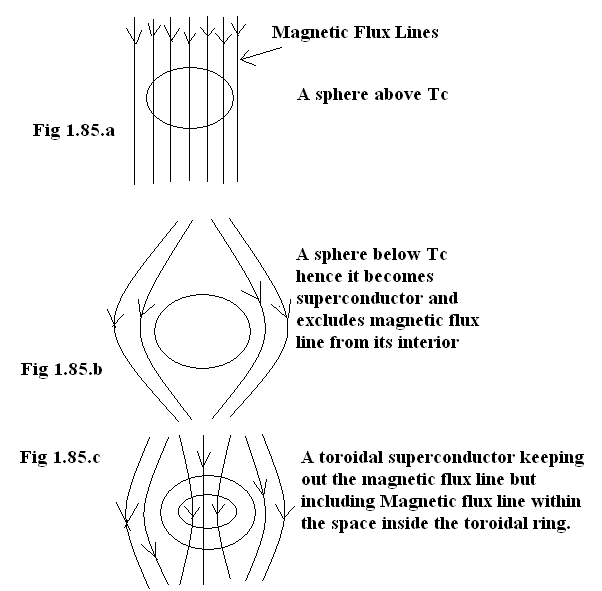 Magnetic Flux Lines
A sphere above Tc
Fig 1.85.a
A sphere below Tc
hence it becomes
superconductor and
excludes magnetic flux
line from its interior
Fig 1.85.b
Fig 1.85.c
A toroidal superconductor keeping
out the magnetic flux line but
including Magnetic flux line within
the space inside the toroidal ring.